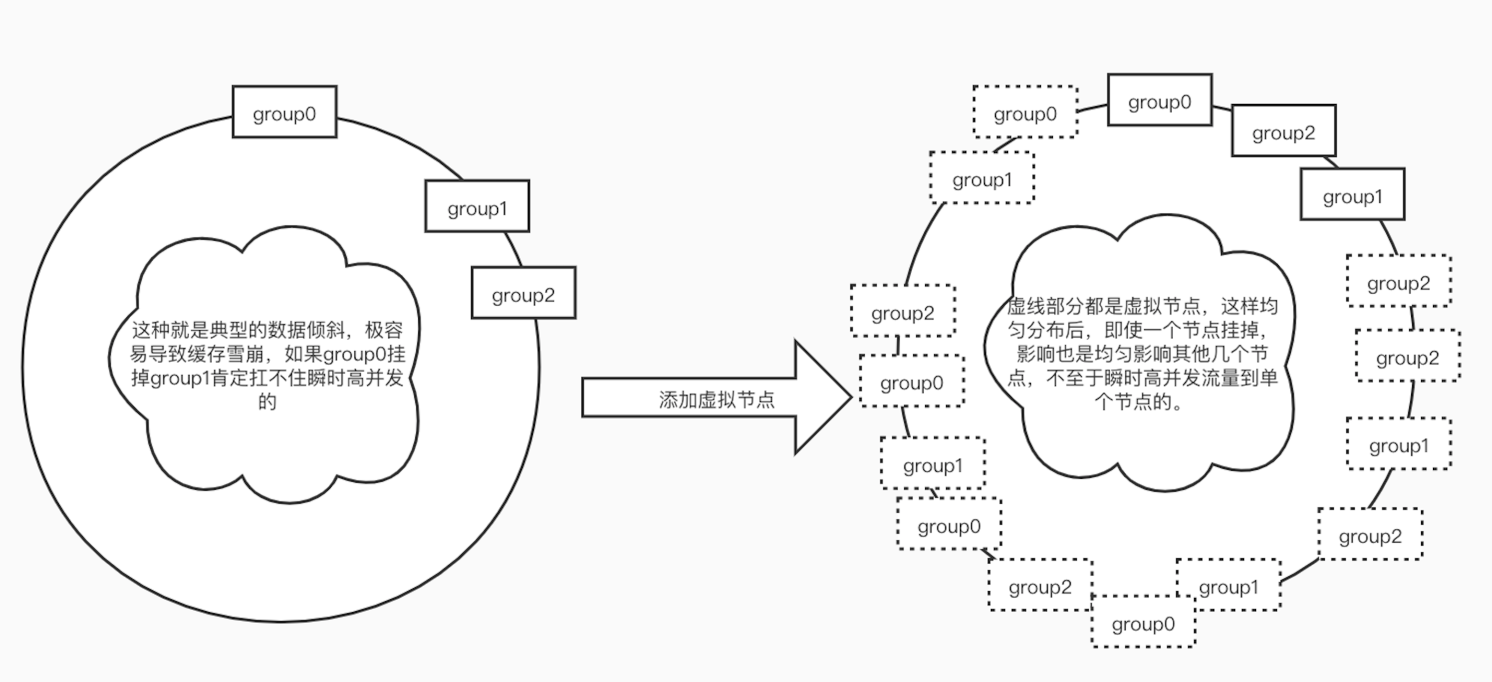 group0
group1
group2
这种就是典型的数据倾斜，极容
易导致缓存雪崩，如果group0挂
掉group1肯定扛不住瞬时高并发
的
添加虚拟节点
group0
group0
group2
group1
group1
group2
group2
group2
group0
group1
group1
group0
group2
group2
group1
group0
虚线部分都是虚拟节点，这样均
匀分布后，即使一个节点挂掉，
影响也是均匀影响其他几个节
点，不至于瞬时高并发流量到单
个节点的。